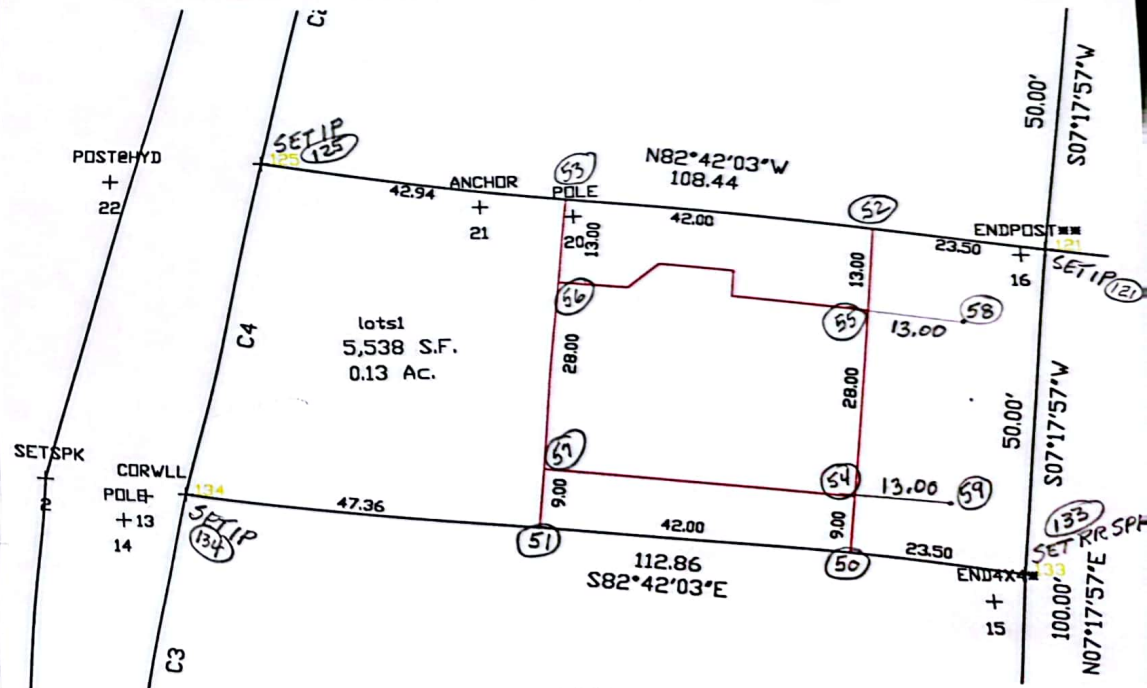 C
50.00'
S07°17'57"W
SET IP
125
125
POST@HYD
22
N82°42'03"W
108.44
53
42.94
ANCHOR
21
POLE
20
13.00
42.00
52
13.00
23.50
ENDPOST**
16
121
SET IP 121
56
55
13.00
58
C4
lots1
5,538 S.F.
0.13 Ac.
28.00
28.00
50.00'
S07°17'57"W
SETSPK
2
CORWLL
134
POLE
13
14
SET IP
134
47.36
57
54
13.00
59
9.00
9.00
51
42.00
50
23.50
133
SET RR SPK
133
112.86
S82°42'03"E
END4X4*
15
100.00'
N07°17'57"E
C3